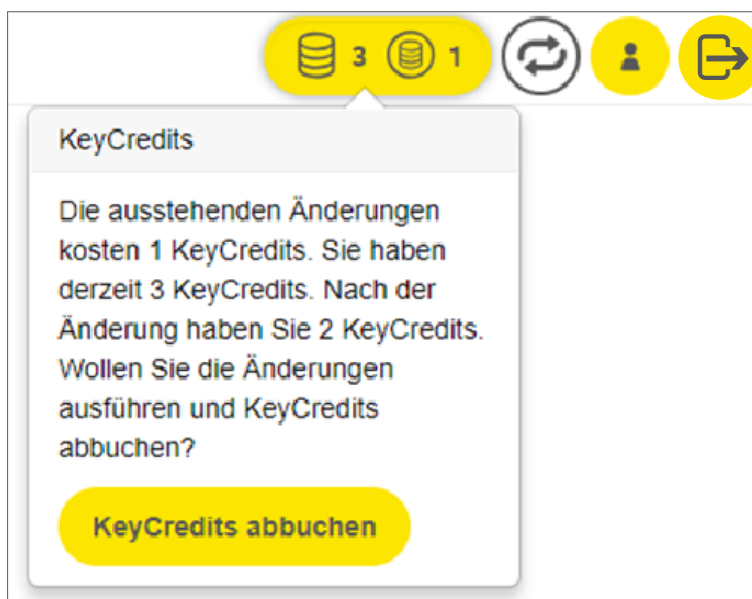 3 1
KeyCredits
Die ausstehenden Änderungen
kosten 1 KeyCredits. Sie haben
derzeit 3 KeyCredits. Nach der
Änderung haben Sie 2 KeyCredits.
Wollen Sie die Änderungen
ausführen und KeyCredits
abbuchen?
KeyCredits abbuchen